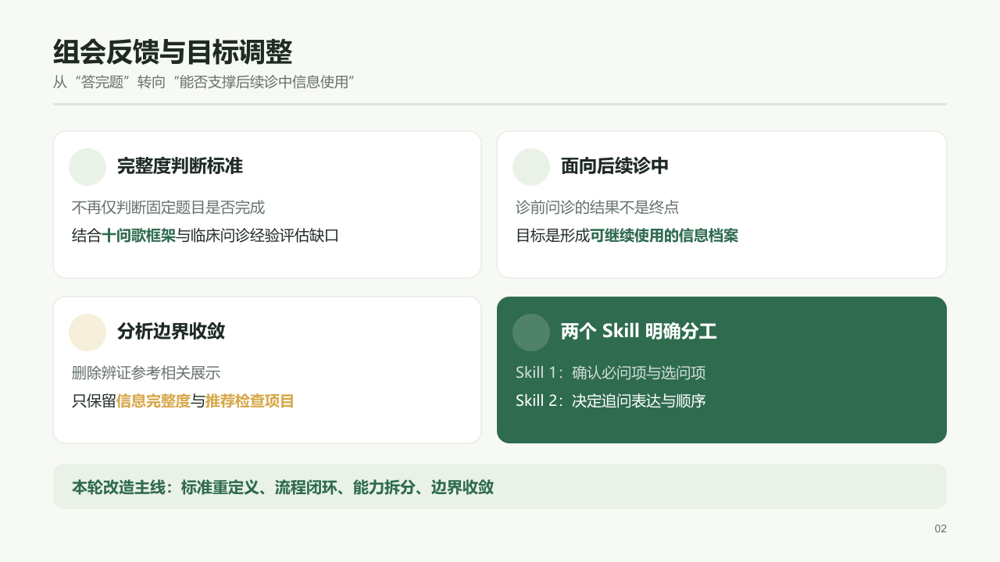 组会反馈与目标调整
从“答完题”转向“能否支撑后续诊中信息使用”
完整度判断标准
不再仅判断固定题目是否完成
结合十问歌框架与临床问诊经验评估缺口
面向后续诊中
诊前问诊的结果不是终点
目标是形成可继续使用的信息档案
分析边界收敛
删除辨证参考相关展示
只保留信息完整度与推荐检查项目
两个 Skill 明确分工
Skill 1：确认必问项与选问项
Skill 2：决定追问表达与顺序
本轮改造主线：标准重定义、流程闭环、能力拆分、边界收敛
02